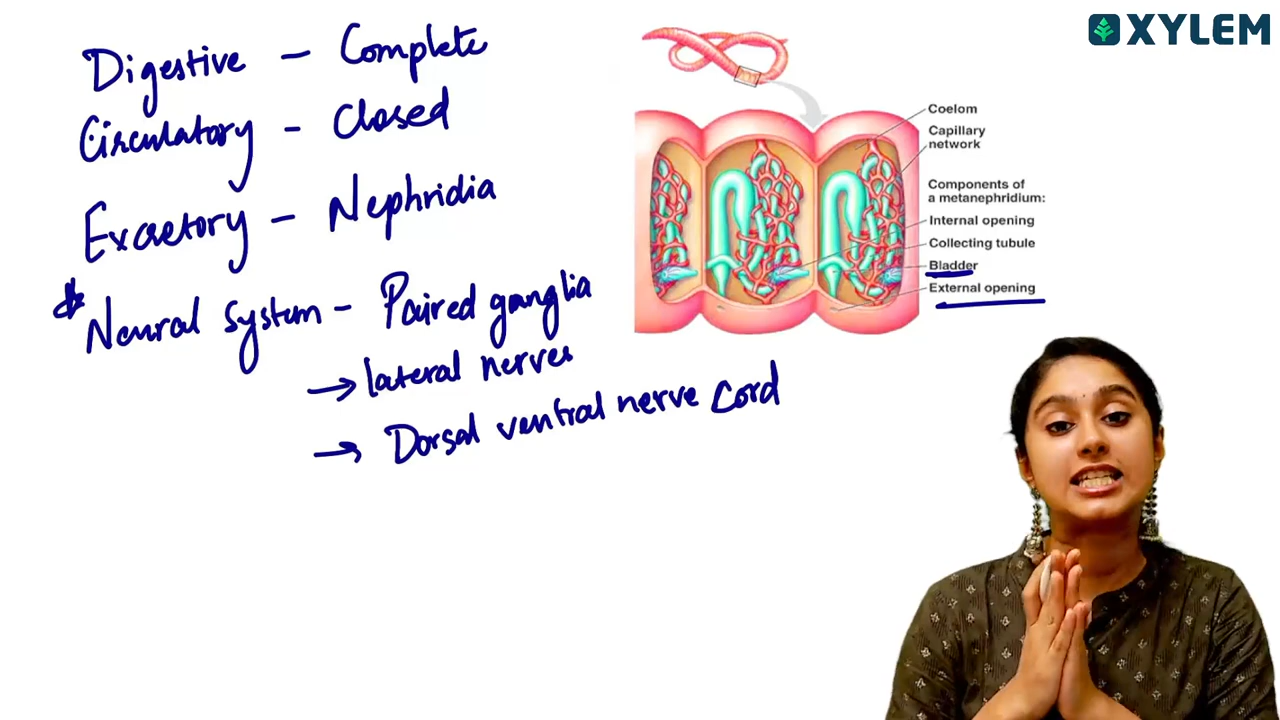 XYLEM
Digestive - Complete
Circulatory - Closed
Excretory - Nephridia
* Neural system - Paired ganglia
→ lateral nerves
→ Dorsal ventral nerve cord
Coelom
Capillary
network
Components of
a metanephridium:
Internal opening
Collecting tubule
Bladder
External opening